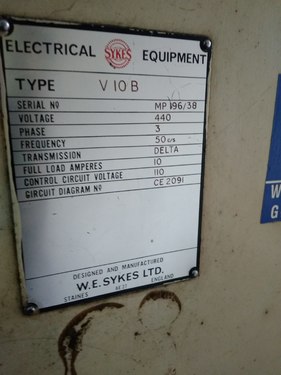 ELECTRICAL SYKES EQUIPMENT
TYPE V10B
SERIAL Nº MP 196/38
VOLTAGE 440
PHASE 3
FREQUENCY 50 c/s
TRANSMISSION DELTA
FULL LOAD AMPERES 10
CONTROL CIRCUIT VOLTAGE 110
CIRCUIT DIAGRAM Nº CE 2091
DESIGNED AND MANUFACTURED
W.E. SYKES LTD.
STAINES ENGLAND
W
G